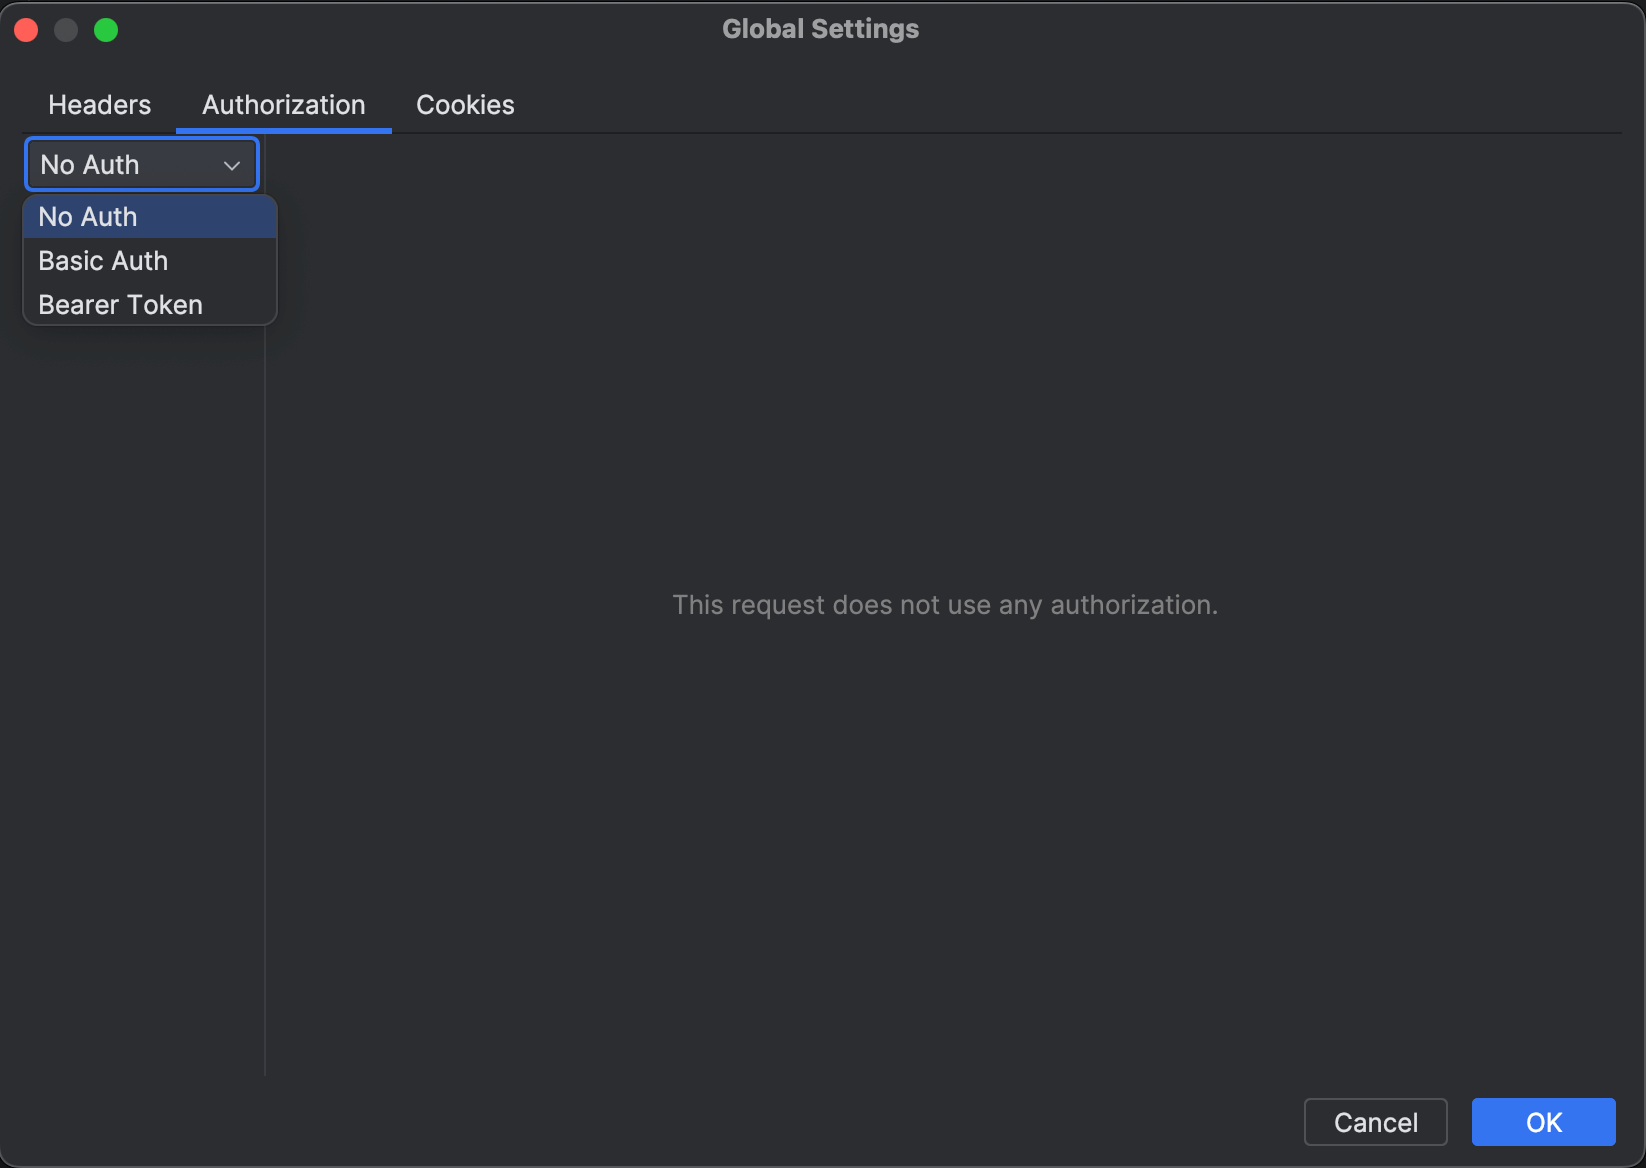 Global Settings
Headers Authorization Cookies
No Auth
No Auth
Basic Auth
Bearer Token
This request does not use any authorization.
Cancel OK